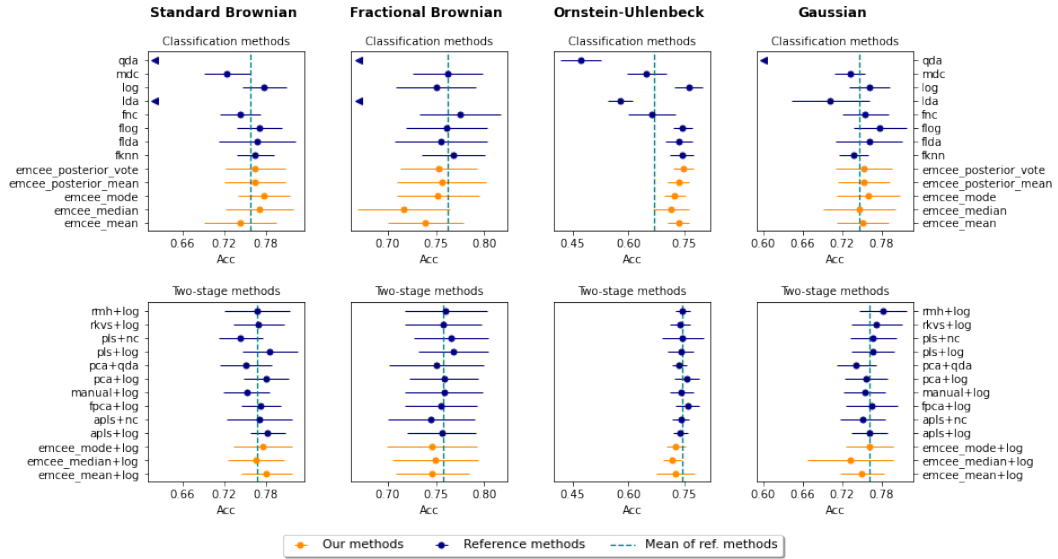 Standard Brownian
Fractional Brownian
Ornstein-Uhlenbeck
Gaussian
Classification methods
Classification methods
Classification methods
Classification methods
qda
mdc
log
lda
fnc
flog
flda
fknn
emcee_posterior_vote
emcee_posterior_mean
emcee_mode
emcee_median
emcee_mean
qda
mdc
log
lda
fnc
flog
flda
fknn
emcee_posterior_vote
emcee_posterior_mean
emcee_mode
emcee_median
emcee_mean
0.66 0.72 0.78
0.70 0.75 0.80
0.45 0.60 0.75
0.60 0.66 0.72 0.78
Acc
Acc
Acc
Acc
Two-stage methods
Two-stage methods
Two-stage methods
Two-stage methods
rmh+log
rkvs+log
pls+nc
pls+log
pca+qda
pca+log
manual+log
fpca+log
apls+nc
apls+log
emcee_mode+log
emcee_median+log
emcee_mean+log
rmh+log
rkvs+log
pls+nc
pls+log
pca+qda
pca+log
manual+log
fpca+log
apls+nc
apls+log
emcee_mode+log
emcee_median+log
emcee_mean+log
0.66 0.72 0.78
0.70 0.75 0.80
0.45 0.60 0.75
0.60 0.66 0.72 0.78
Acc
Acc
Acc
Acc
Our methods
Reference methods
Mean of ref. methods